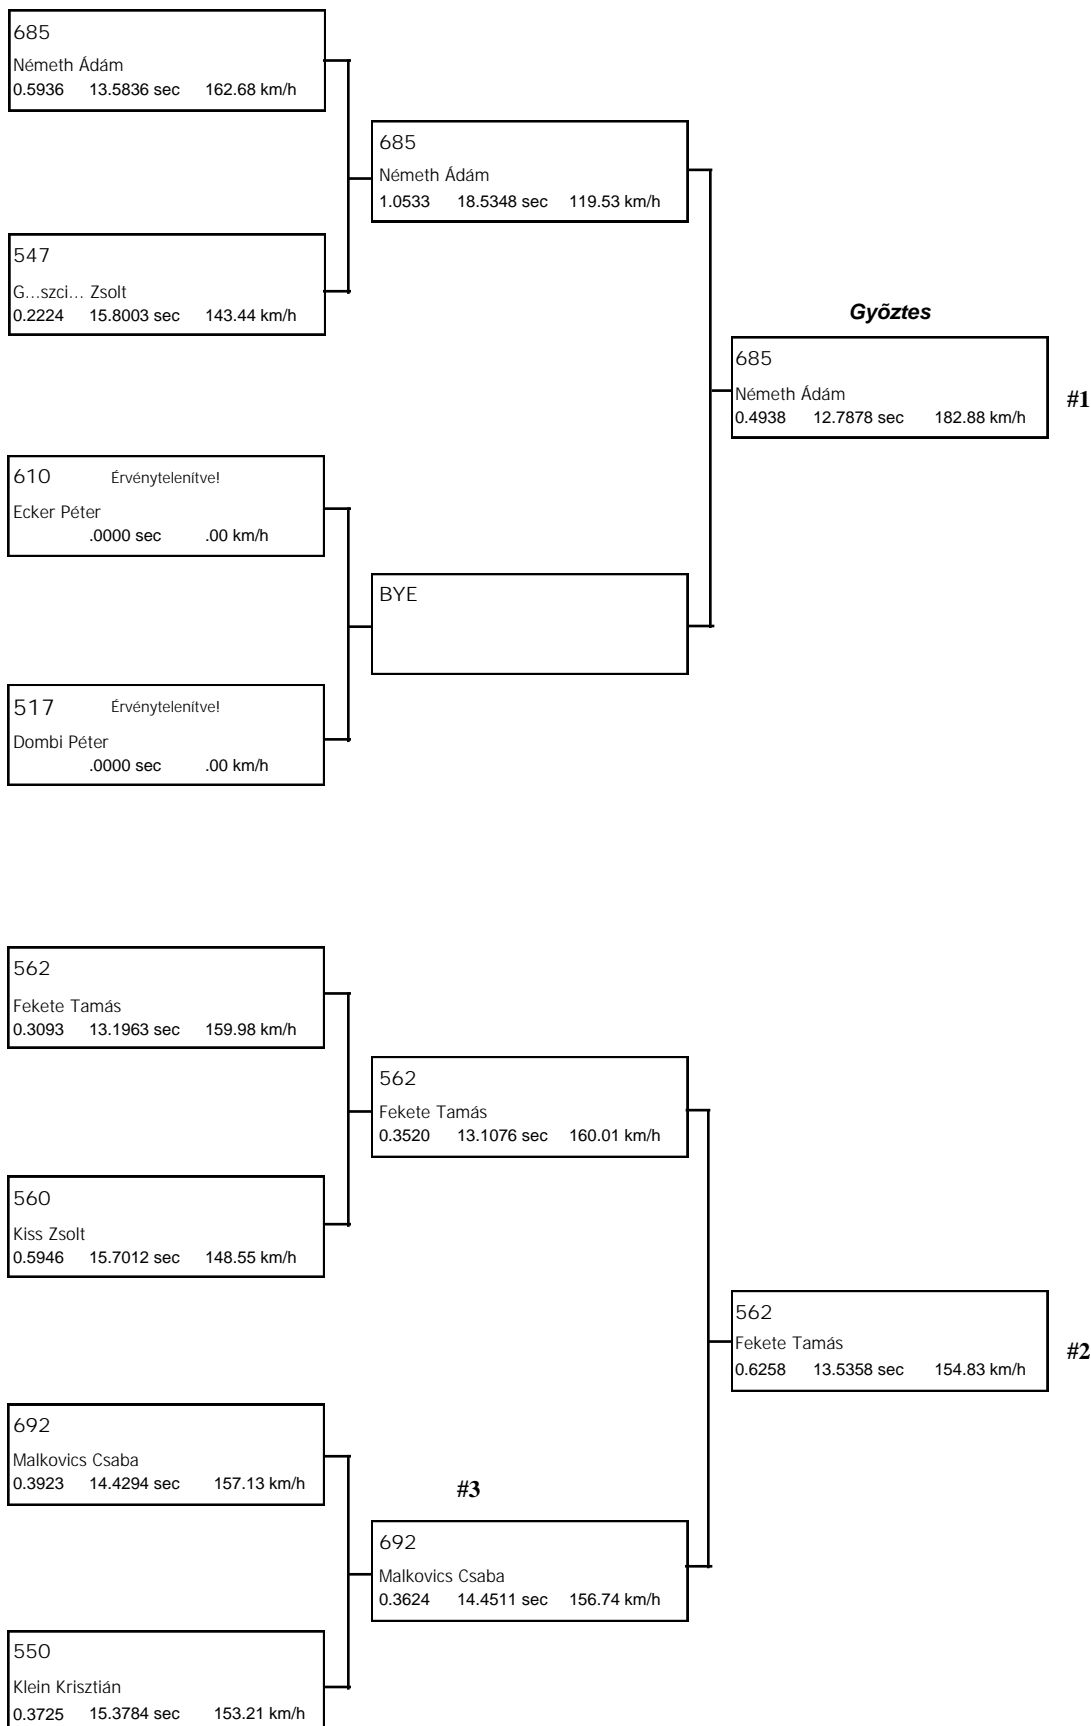 685
Németh Ádám
0.5936 13.5836 sec 162.68 km/h
685
Németh Ádám
1.0533 18.5348 sec 119.53 km/h
547
G...szci... Zsolt
0.2224 15.8003 sec 143.44 km/h
Gyõztes
685
Németh Ádám
0.4938 12.7878 sec 182.88 km/h
#1
610 Érvénytelenítve!
Ecker Péter
.0000 sec .00 km/h
BYE
517 Érvénytelenítve!
Dombi Péter
.0000 sec .00 km/h
562
Fekete Tamás
0.3093 13.1963 sec 159.98 km/h
562
Fekete Tamás
0.3520 13.1076 sec 160.01 km/h
560
Kiss Zsolt
0.5946 15.7012 sec 148.55 km/h
562
Fekete Tamás
0.6258 13.5358 sec 154.83 km/h
#2
692
Malkovics Csaba
0.3923 14.4294 sec 157.13 km/h
#3
692
Malkovics Csaba
0.3624 14.4511 sec 156.74 km/h
550
Klein Krisztián
0.3725 15.3784 sec 153.21 km/h